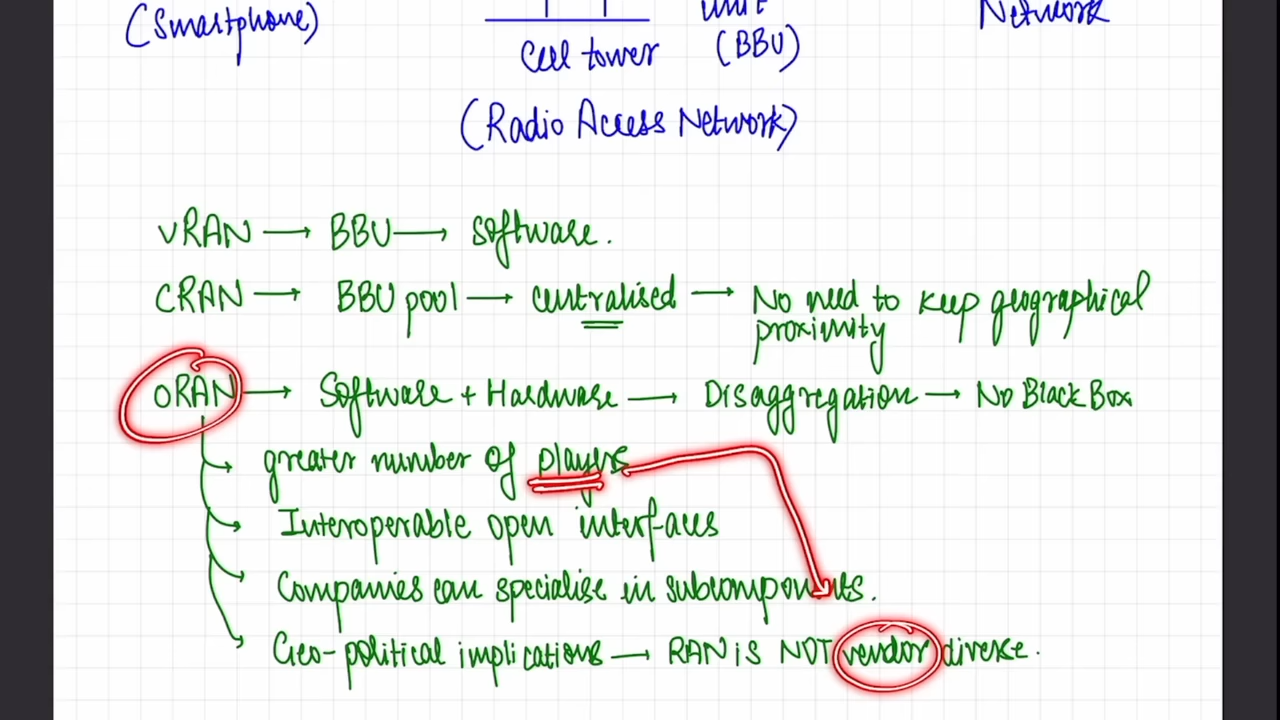 (Smartphone)
Cell tower
Unit
(BBU)
Network
(Radio Access Network)
vRAN → BBU → Software.
CRAN → BBU pool → centralised → No need to keep geographical
proximity
ORAN → Software + Hardware → Disaggregation → No Black Box
greater number of players
Interoperable open interfaces
Companies can specialise in subcomponents.
Geo-political implications → RAN is NOT vendor diverse.